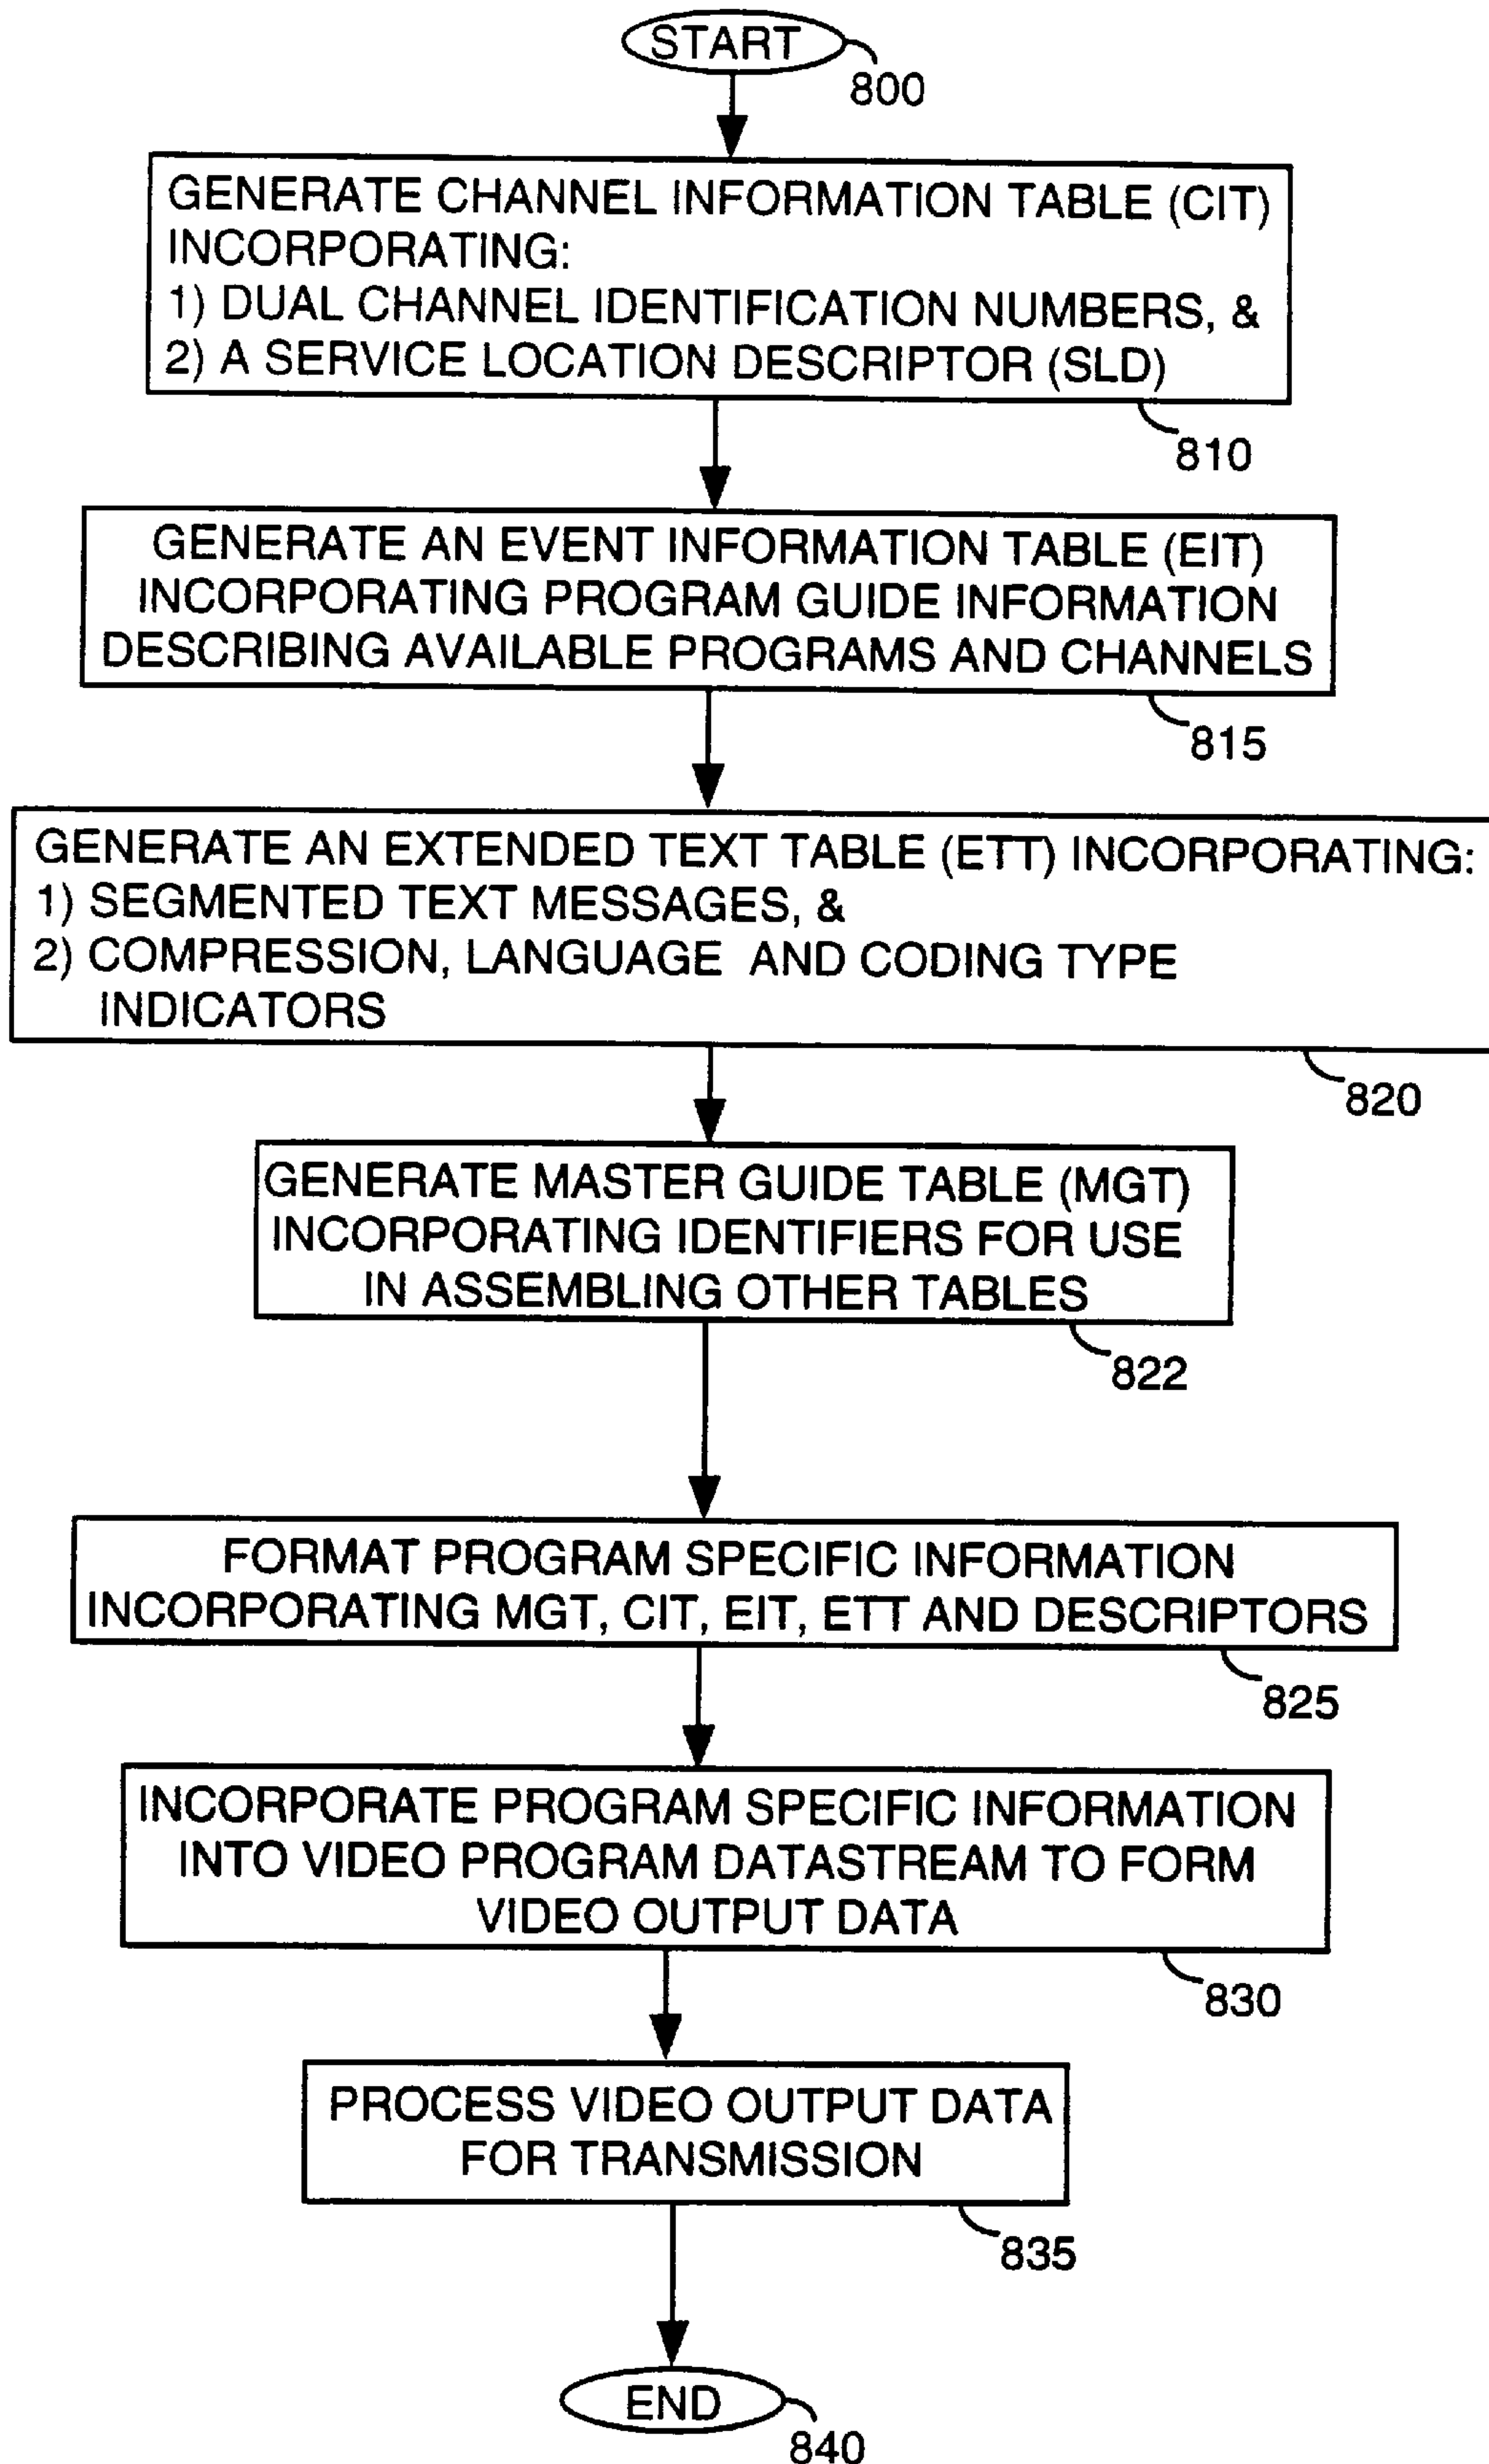 START
800
GENERATE CHANNEL INFORMATION TABLE (CIT)
INCORPORATING:
1) DUAL CHANNEL IDENTIFICATION NUMBERS, &
2) A SERVICE LOCATION DESCRIPTOR (SLD)
810
GENERATE AN EVENT INFORMATION TABLE (EIT)
INCORPORATING PROGRAM GUIDE INFORMATION
DESCRIBING AVAILABLE PROGRAMS AND CHANNELS
815
GENERATE AN EXTENDED TEXT TABLE (ETT) INCORPORATING:
1) SEGMENTED TEXT MESSAGES, &
2) COMPRESSION, LANGUAGE AND CODING TYPE
INDICATORS
820
GENERATE MASTER GUIDE TABLE (MGT)
INCORPORATING IDENTIFIERS FOR USE
IN ASSEMBLING OTHER TABLES
822
FORMAT PROGRAM SPECIFIC INFORMATION
INCORPORATING MGT, CIT, EIT, ETT AND DESCRIPTORS
825
INCORPORATE PROGRAM SPECIFIC INFORMATION
INTO VIDEO PROGRAM DATASTREAM TO FORM
VIDEO OUTPUT DATA
830
PROCESS VIDEO OUTPUT DATA
FOR TRANSMISSION
835
END
840